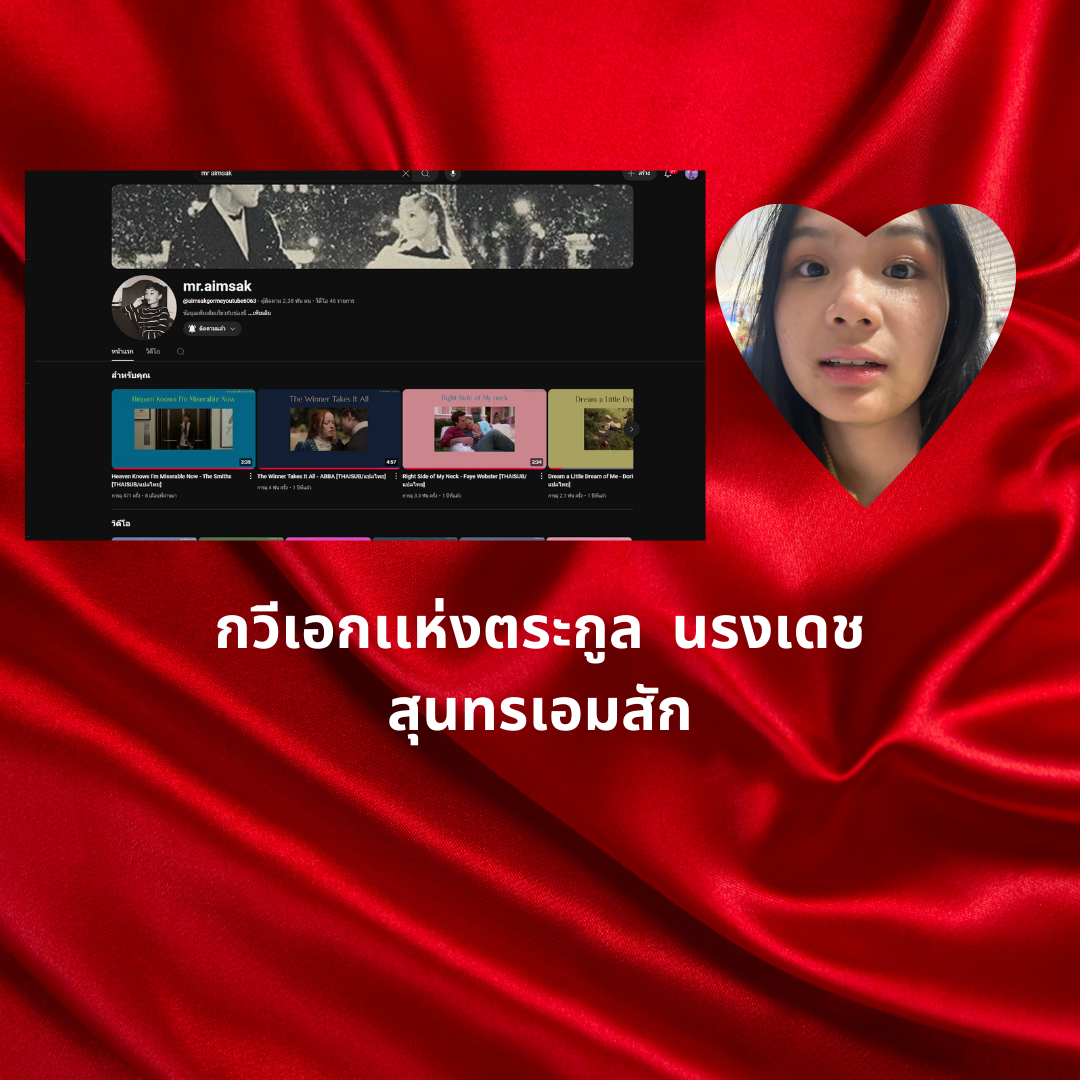 mr aimsak
สร้าง
mr.aimsak
@aimsakgormeyoutube6063 • ผู้ติดตาม 2.38 พัน คน • วิดีโอ 46 รายการ
ข้อมูลเพิ่มเติมเกี่ยวกับช่องนี้ ...เพิ่มเติม
ติดตามแล้ว
หน้าแรก วิดีโอ
สำหรับคุณ
Heaven Knows I'm Miserable Now
The Winner Takes It All
Right Side of My neck
Dream a Little Dre
2:35
4:57
2:34
Heaven Knows I'm Miserable Now - The Smiths [THAISUB/แปลไทย]
การดู 471 ครั้ง • 8 เดือนที่ผ่านมา
The Winner Takes It All - ABBA [THAISUB/แปลไทย]
การดู 4 พัน ครั้ง • 1 ปีที่แล้ว
Right Side of My Neck - Faye Webster [THAISUB/
แปลไทย]
การดู 3.3 พัน ครั้ง • 1 ปีที่แล้ว
Dream a Little Dream of Me - Dori
แปลไทย]
การดู 2.1 พัน ครั้ง • 1 ปีที่แล้ว
วิดีโอ
กวีเอกแห่งตระกูล นรงเดช
สุนทรเอมสัก